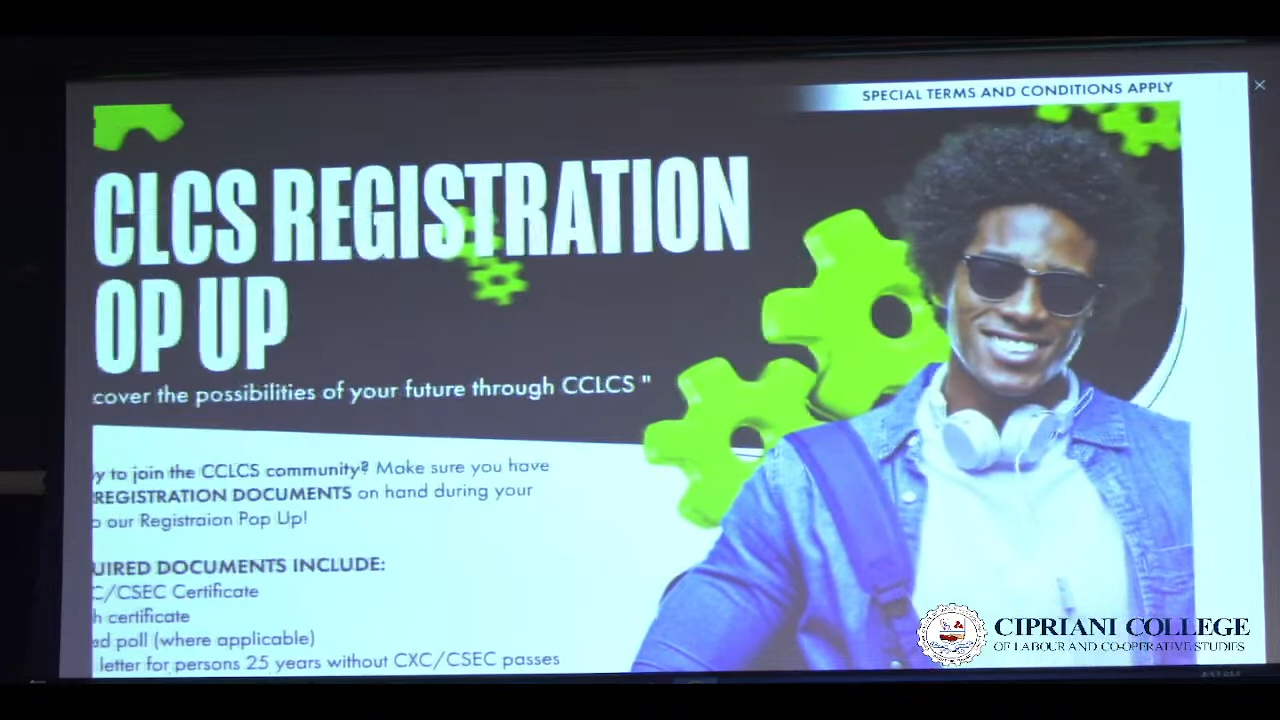 SPECIAL TERMS AND CONDITIONS APPLY
CLCS REGISTRATION
OP UP
cover the possibilities of your future through CCLCS "
y to join the CCLCS community? Make sure you have
REGISTRATION DOCUMENTS on hand during your
o our Registraion Pop Up!
UIRED DOCUMENTS INCLUDE:
C/CSEC Certificate
h certificate
ed poll (where applicable)
letter for persons 25 years without CXC/CSEC passes
CIPRIANI COLLEGE
OF LABOUR AND CO-OPERATIVE STUDIES